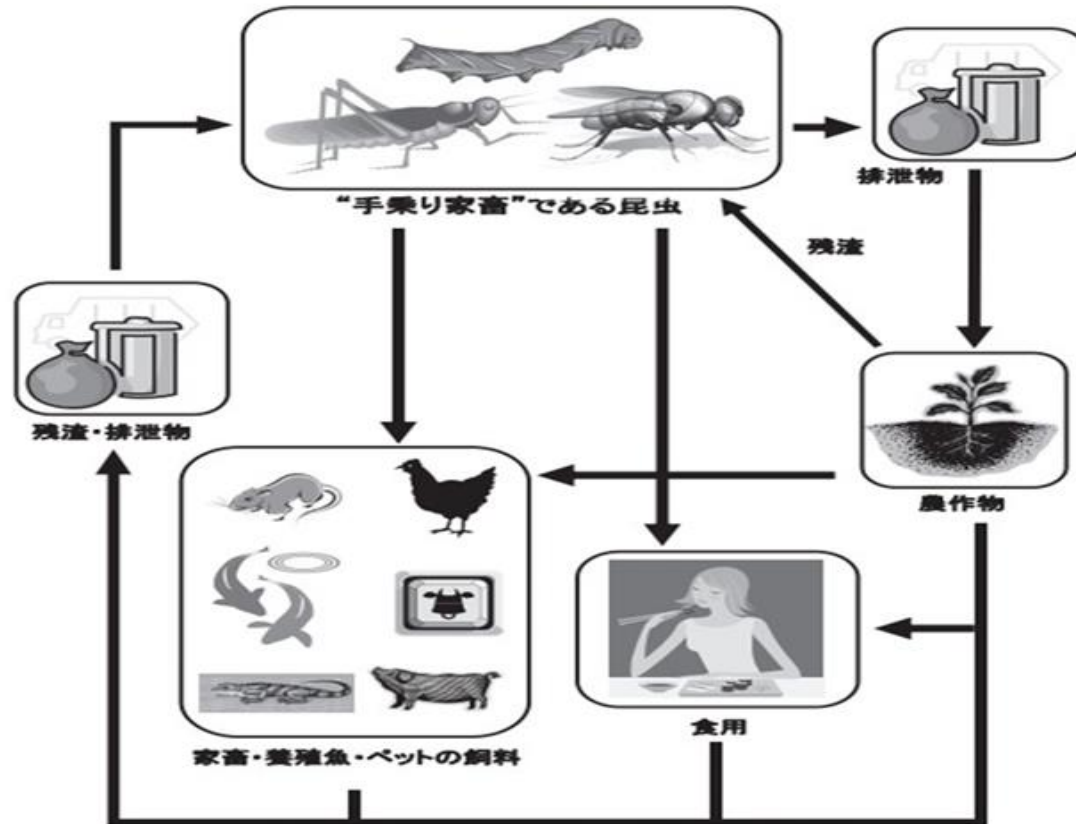 “手乗り家畜”である昆虫
排泄物
残渣
残渣・排泄物
農作物
食用
家畜・養殖魚・ペットの飼料